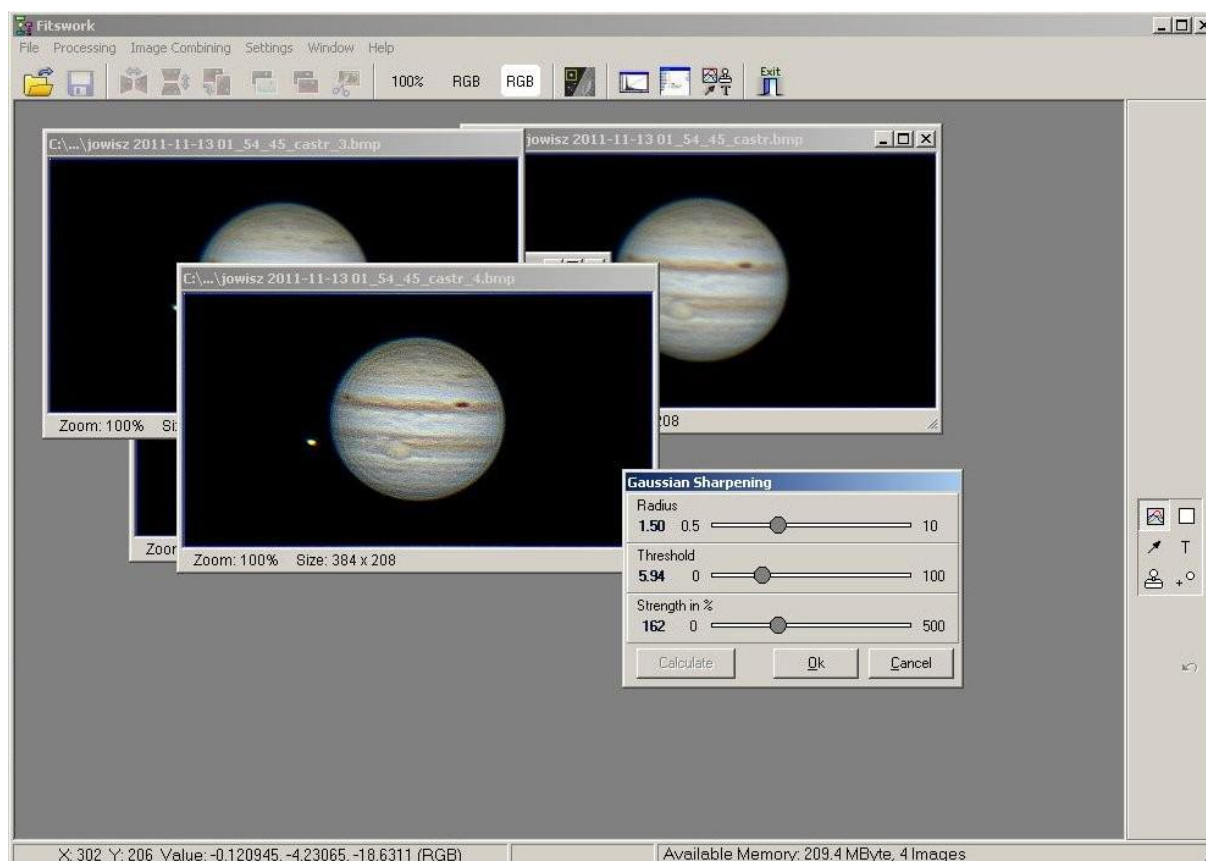 Fitswork
File Processing Image Combining Settings Window Help
100% RGB RGB Exit
C:\...\jowisz 2011-11-13 01_54_45_castr_3.bmp
jowisz 2011-11-13 01_54_45_castr.bmp
C:\...\jowisz 2011-11-13 01_54_45_castr_4.bmp
Zoom: 100%
208
Zoom: 100% Size: 384 x 208
Gaussian Sharpening
Radius
1.50 0.5 10
Threshold
5.94 0 100
Strength in %
162 0 500
Calculate Ok Cancel
T
X: 302 Y: 206 Value: -0.120945, -4.23065, -18.6311 (RGB)
Available Memory: 209.4 MByte, 4 Images